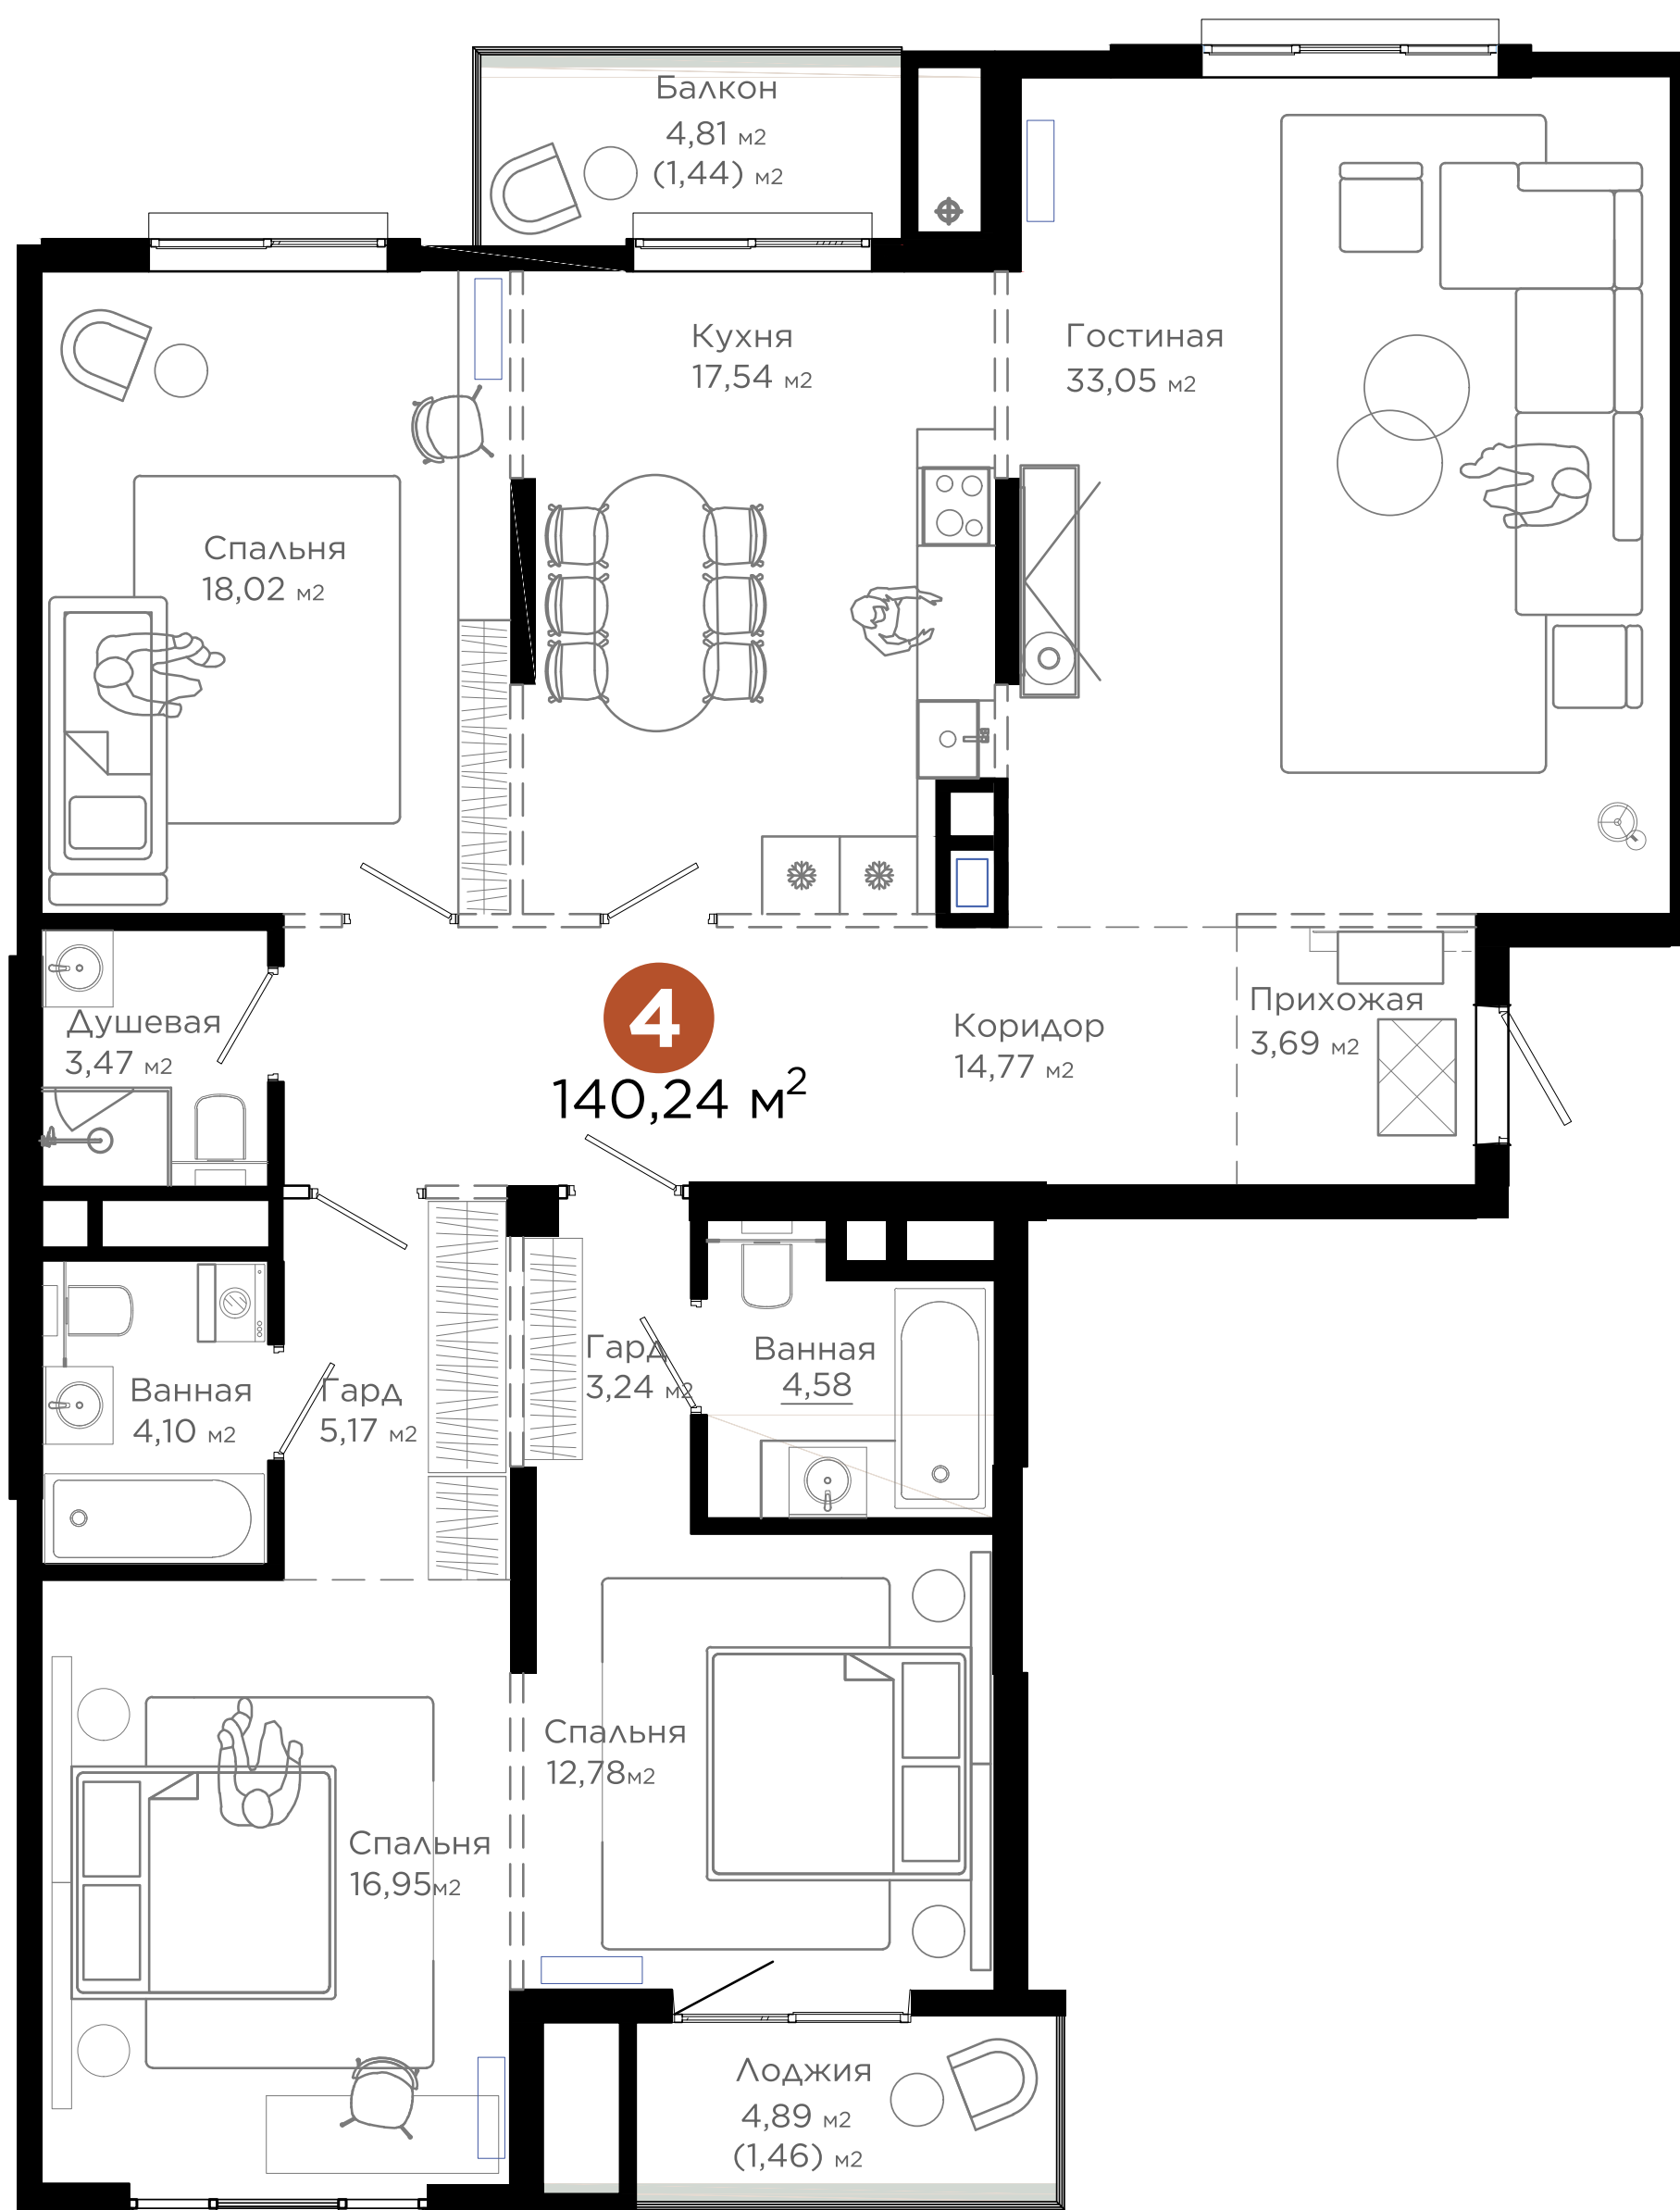 Балкон
4,81 м2
(1,44) м2
Кухня
17,54 м2
Гостиная
33,05 м2
Спальня
18,02 м2
Душевая
3,47 м2
4
140,24 м²
Коридор
14,77 м2
Прихожая
3,69 м2
Ванная
4,10 м2
Гард
5,17 м2
Гард
3,24 м2
Ванная
4,58
Спальня
12,78м2
Спальня
16,95м2
Лоджия
4,89 м2
(1,46) м2